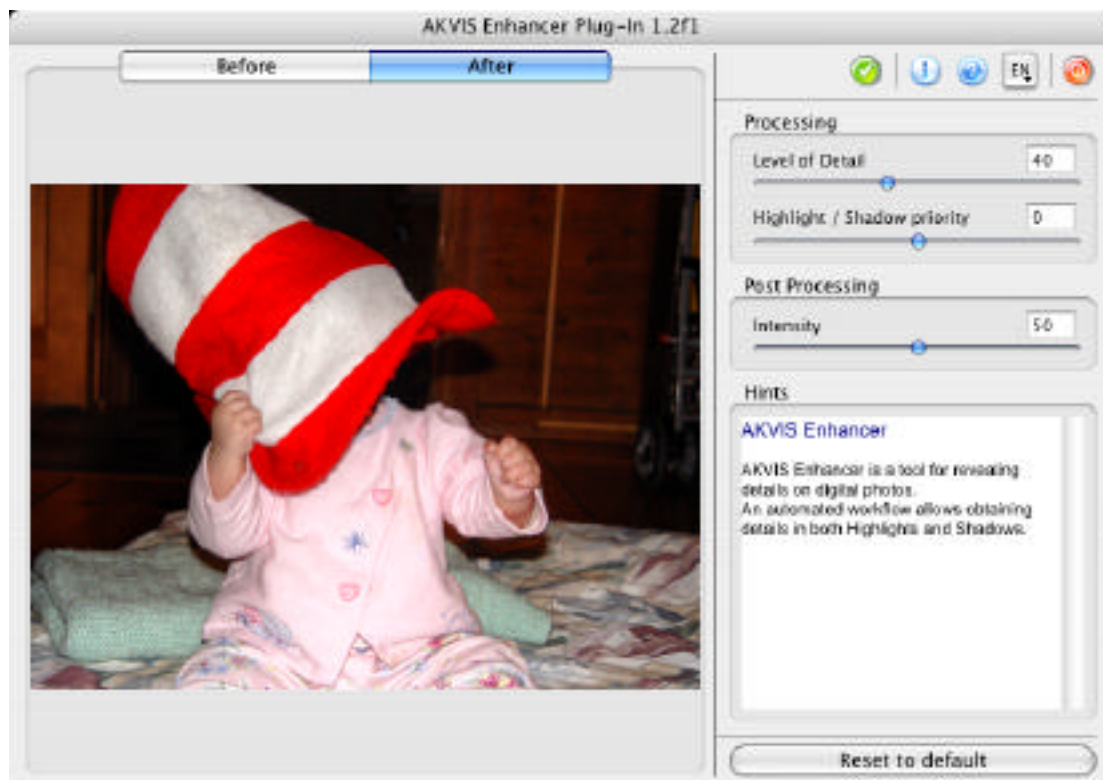 AKVIS Enhancer Plug-In 1.2f1
Before
After
EN
Processing
Level of Detail
40
Highlight / Shadow priority
0
Post Processing
Intensity
50
Hints
AKVIS Enhancer
AKVIS Enhancer is a tool for revealing
details on digital photos.
An automated workflow allows obtaining
details in both Highlights and Shadows.
Reset to default